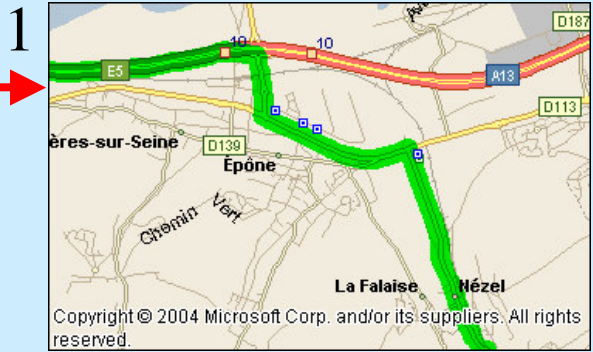 1
D187
10
10
E5
A13
D113
ères-sur-Seine
D139
Épône
Chemin Vert
La Falaise
Nézel
Copyright © 2004 Microsoft Corp. and/or its suppliers. All rights
reserved.